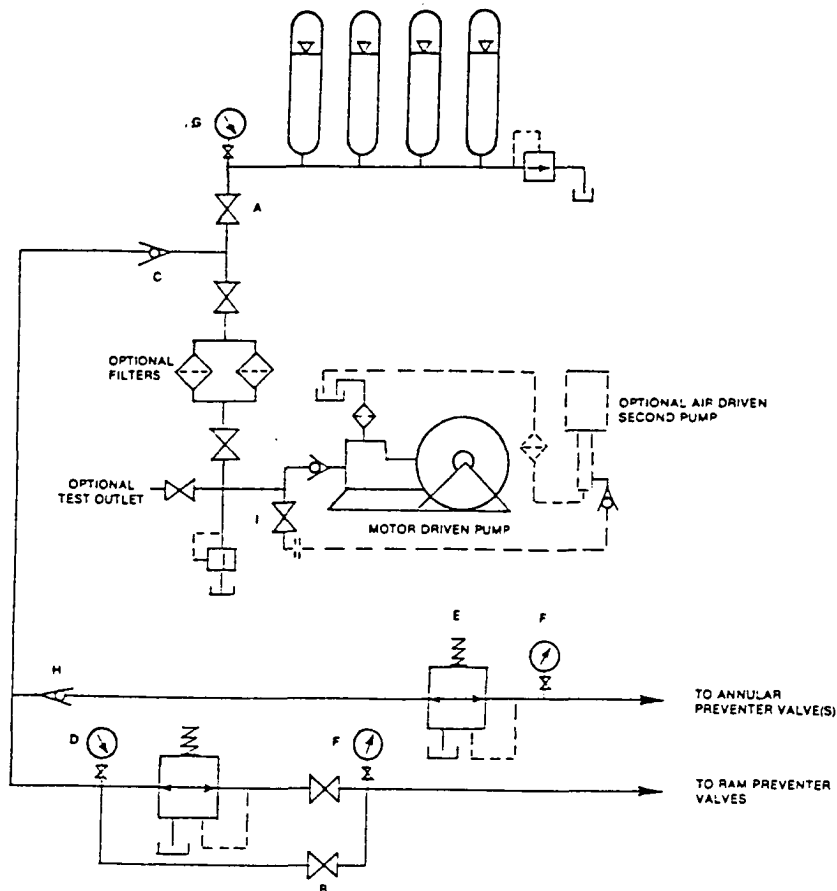 .G
A
C
OPTIONAL
FILTERS
OPTIONAL AIR DRIVEN
SECOND PUMP
OPTIONAL
TEST OUTLET
I
MOTOR DRIVEN PUMP
E
F
H
TO ANNULAR
PREVENTER VALVE(S)
D
F
TO RAM PREVENTER
VALVES
B